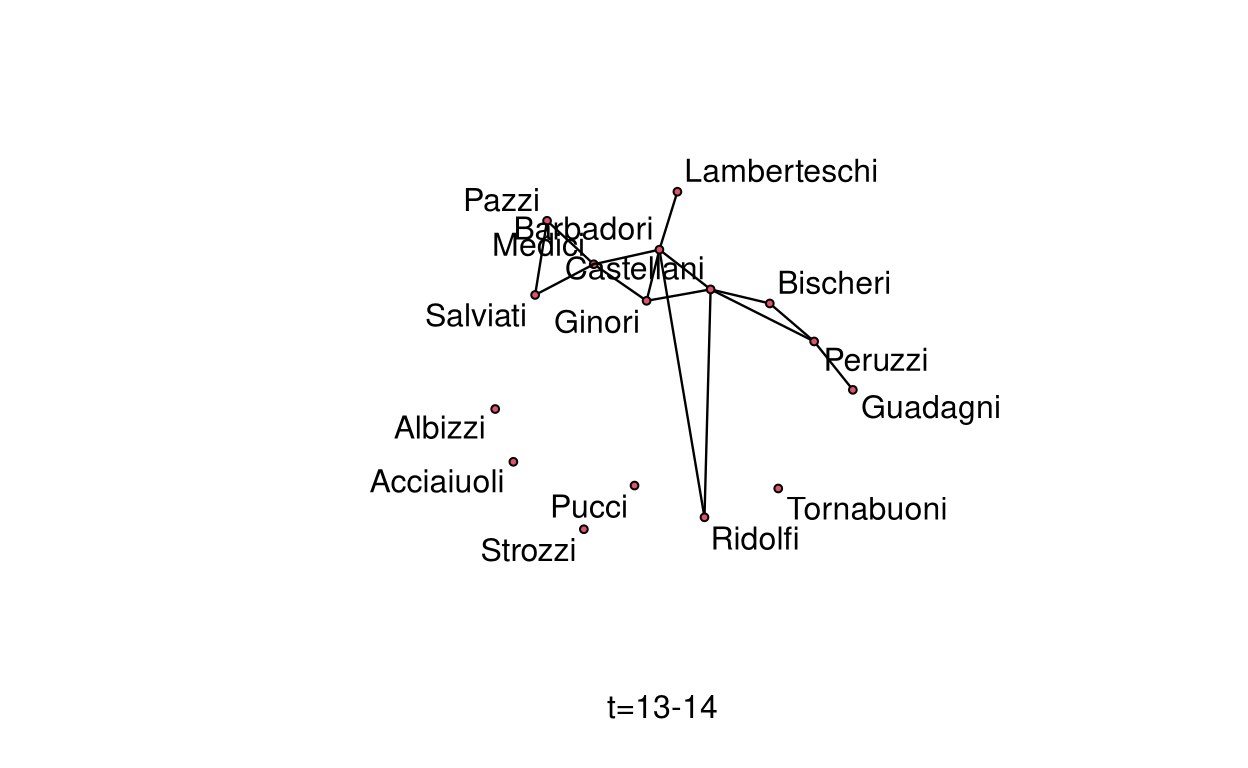 Lamberteschi
Pazzi
Barbadori
Medici
Castellani
Bischeri
Salviati
Ginori
Peruzzi
Guadagni
Albizzi
Acciaiuoli
Pucci
Tornabuoni
Ridolfi
Strozzi
t=13-14